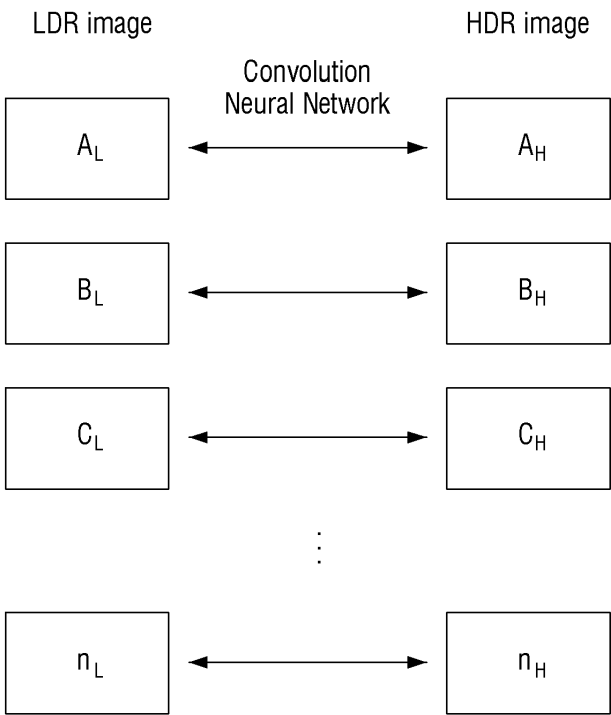 LDR image HDR image
Convolution
Neural Network
A_L A_H
B_L B_H
C_L C_H
⋮
n_L n_H